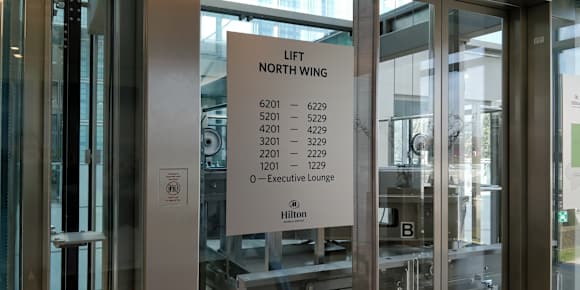 LIFT
NORTH WING
6201 — 6229
5201 — 5229
4201 — 4229
3201 — 3229
2201 — 2229
1201 — 1229
0 — Executive Lounge
Hilton
B